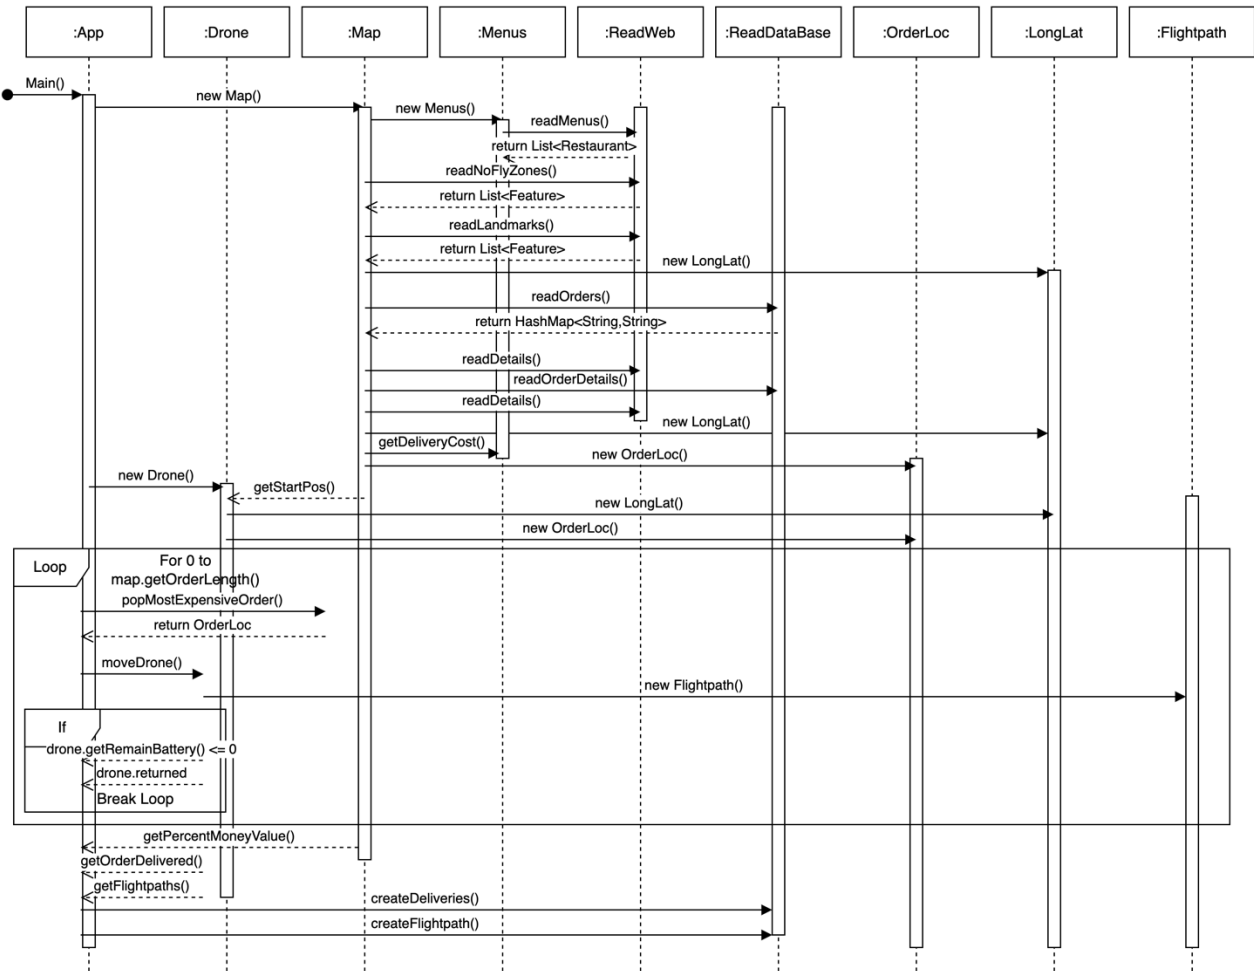 :App
:Drone
:Map
:Menus
:ReadWeb
:ReadDataBase
:OrderLoc
:LongLat
:Flightpath
Main()
new Map()
new Menus()
readMenus()
return List<Restaurant>
readNoFlyZones()
return List<Feature>
readLandmarks()
return List<Feature>
new LongLat()
readOrders()
return HashMap<String,String>
readDetails()
readOrderDetails()
readDetails()
new LongLat()
getDeliveryCost()
new OrderLoc()
new Drone()
getStartPos()
new LongLat()
new OrderLoc()
Loop
For 0 to
map.getOrderLength()
popMostExpensiveOrder()
return OrderLoc
moveDrone()
new Flightpath()
If
drone.getRemainBattery() <= 0
drone.returned
Break Loop
getPercentMoneyValue()
getOrderDelivered()
getFlightpaths()
createDeliveries()
createFlightpath()